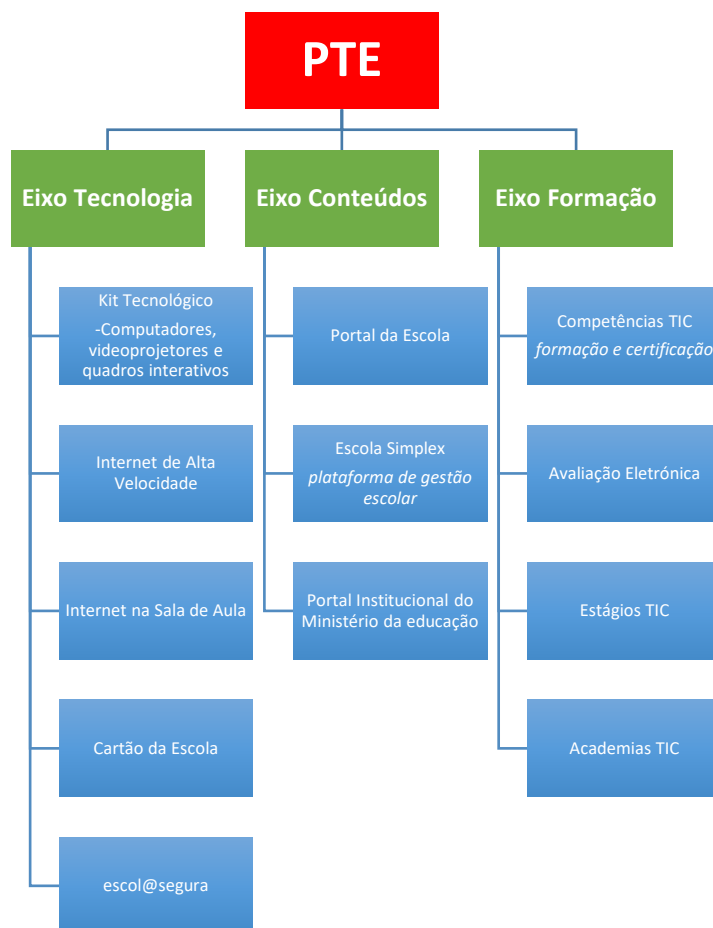 PTE
Eixo Tecnologia
Kit Tecnológico
-Computadores,
videoprojetores e
quadros interativos
Internet de Alta
Velocidade
Internet na Sala de Aula
Cartão da Escola
escol@segura
Eixo Conteúdos
Portal da Escola
Escola Simplex
plataforma de gestão
escolar
Portal Institucional do
Ministério da educação
Eixo Formação
Competências TIC
formação e certificação
Avaliação Eletrónica
Estágios TIC
Academias TIC